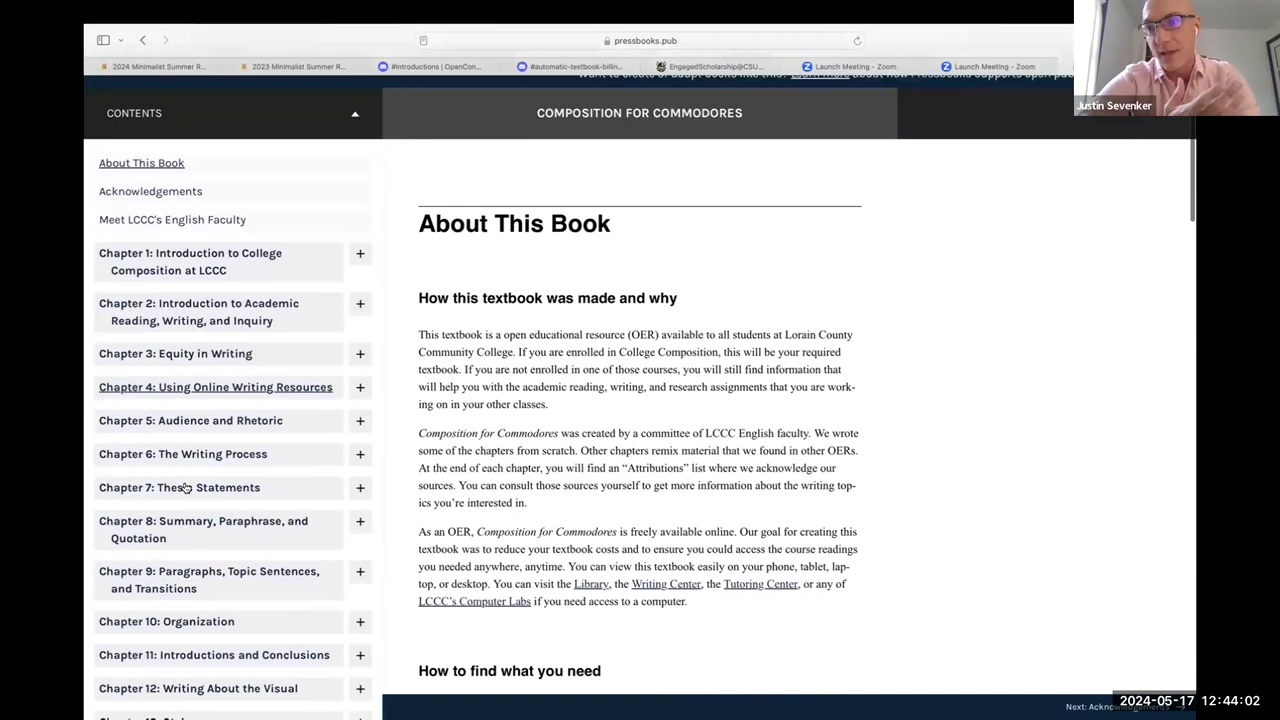 pressbooks.pub
2024 Minimalist Summer R...
2023 Minimalist Summer R...
#introductions | OpenCon...
#automatic-textbook-billin...
EngagedScholarship@CSU...
Launch Meeting - Zoom
Launch Meeting - Zoom
Justin Sevenker
CONTENTS
COMPOSITION FOR COMMODORES
About This Book
Acknowledgements
Meet LCCC's English Faculty
Chapter 1: Introduction to College
Composition at LCCC
Chapter 2: Introduction to Academic
Reading, Writing, and Inquiry
Chapter 3: Equity in Writing
Chapter 4: Using Online Writing Resources
Chapter 5: Audience and Rhetoric
Chapter 6: The Writing Process
Chapter 7: Thesis Statements
Chapter 8: Summary, Paraphrase, and
Quotation
Chapter 9: Paragraphs, Topic Sentences,
and Transitions
Chapter 10: Organization
Chapter 11: Introductions and Conclusions
Chapter 12: Writing About the Visual
About This Book
How this textbook was made and why
This textbook is a open educational resource (OER) available to all students at Lorain County
Community College. If you are enrolled in College Composition, this will be your required
textbook. If you are not enrolled in one of those courses, you will still find information that
will help you with the academic reading, writing, and research assignments that you are work-
ing on in your other classes.
Composition for Commodores was created by a committee of LCCC English faculty. We wrote
some of the chapters from scratch. Other chapters remix material that we found in other OERs.
At the end of each chapter, you will find an “Attributions” list where we acknowledge our
sources. You can consult those sources yourself to get more information about the writing top-
ics you’re interested in.
As an OER, Composition for Commodores is freely available online. Our goal for creating this
textbook was to reduce your textbook costs and to ensure you could access the course readings
you needed anywhere, anytime. You can view this textbook easily on your phone, tablet, lap-
top, or desktop. You can visit the Library, the Writing Center, the Tutoring Center, or any of
LCCC’s Computer Labs if you need access to a computer.
How to find what you need
Next: Acknowledgements →
2024-05-17 12:44:02